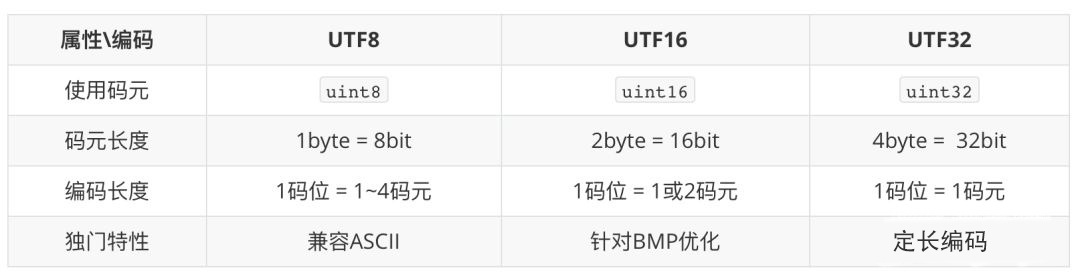 属性\编码 UTF8 UTF16 UTF32
使用码元 uint8 uint16 uint32
码元长度 1byte = 8bit 2byte = 16bit 4byte = 32bit
编码长度 1码位 = 1~4码元 1码位 = 1或2码元 1码位 = 1码元
独门特性 兼容ASCII 针对BMP优化 定长编码